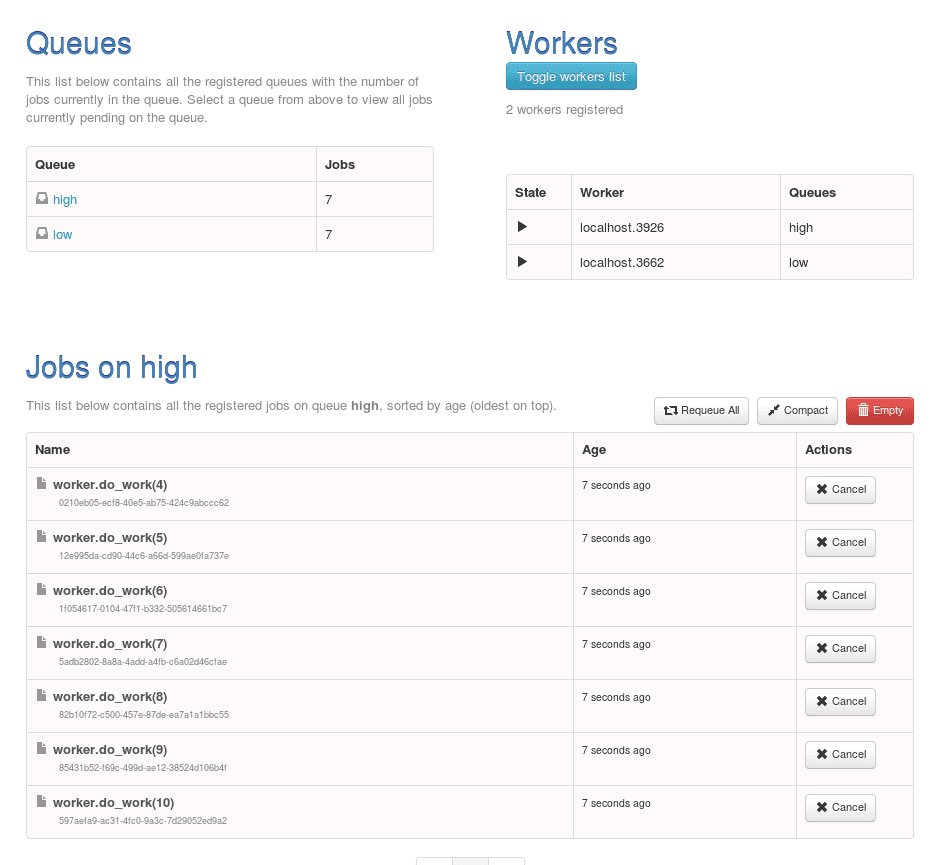 Queues
This list below contains all the registered queues with the number of
jobs currently in the queue. Select a queue from above to view all jobs
currently pending on the queue.
Queue Jobs
high 7
low 7
Workers
Toggle workers list
2 workers registered
State Worker Queues
localhost.3926 high
localhost.3662 low
Jobs on high
This list below contains all the registered jobs on queue high, sorted by age (oldest on top).
Requeue All Compact Empty
Name Age Actions
worker.do_work(4) 7 seconds ago Cancel
0210eb05-ecf8-40e5-ab75-424c9abccc62
worker.do_work(5) 7 seconds ago Cancel
12e995da-cd90-44c6-a66d-599ae0fa737e
worker.do_work(6) 7 seconds ago Cancel
1f054617-0104-47f1-b332-505614661bc7
worker.do_work(7) 7 seconds ago Cancel
5adb2802-8a8a-4add-a4fb-c6a02d46cfae
worker.do_work(8) 7 seconds ago Cancel
82b10f72-c500-457e-87de-ea7a1a1bbc55
worker.do_work(9) 7 seconds ago Cancel
85431b52-f69c-499d-ae12-38524d106b4f
worker.do_work(10) 7 seconds ago Cancel
597aefa9-ac31-4fc0-9a3c-7d29052ed9a2